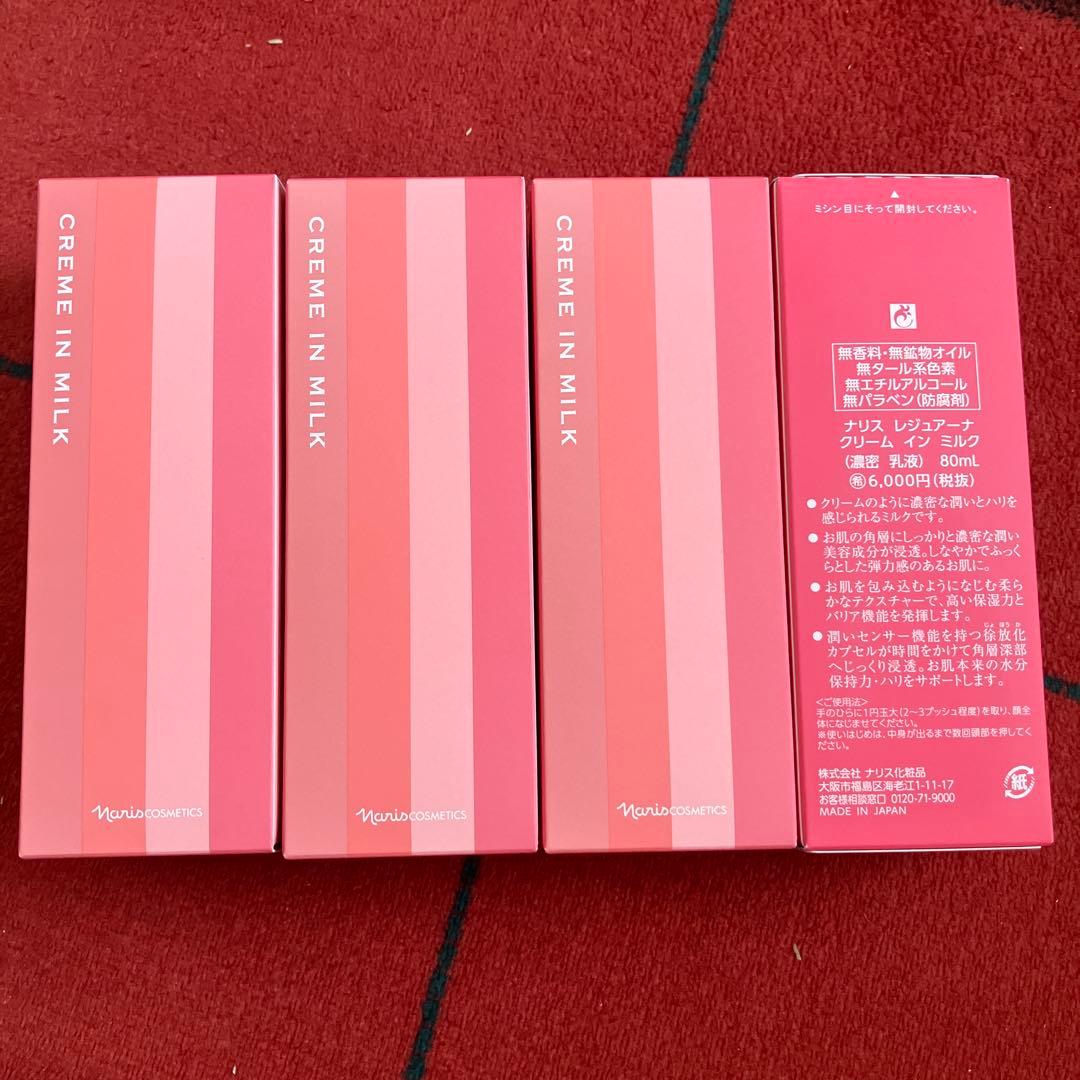 CREME IN MILK
Naris COSMETICS
CREME IN MILK
Naris COSMETICS
CREME IN MILK
Naris COSMETICS
ミシン目にそって開封してください。
無香料・無鉱物オイル
無タール系色素
無エチルアルコール
無パラベン(防腐剤)
ナリス レジュアーナ
クリーム イン ミルク
(濃密 乳液) 80mL
㊒6,000円(税抜)
●クリームのように濃密な潤いとハリを
感じられるミルクです。
●お肌の角層にしっかりと濃密な潤い
美容成分が浸透。しなやかでふっく
らとした弾力感のあるお肌に。
●お肌を包み込むようになじむ柔ら
かなテクスチャーで、高い保湿力と
バリア機能を発揮します。
じょ ほう か
●潤いセンサー機能を持つ徐放化
カプセルが時間をかけて角層深部
へじっくり浸透。お肌本来の水分
保持力・ハリをサポートします。
<ご使用法>
手のひらに1円玉大(2〜3プッシュ程度)を取り、顔全
体になじませてください。
※使いはじめは、中身が出るまで数回頭部を押してく
ださい。
株式会社 ナリス化粧品
大阪市福島区海老江1-11-17
お客様相談窓口 0120-71-9000
MADE IN JAPAN
紙